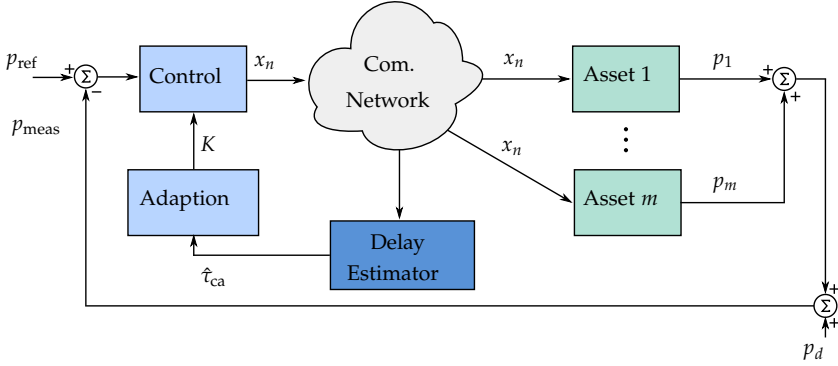 p_ref
+
Σ
−
Control
x_n
Com.
Network
x_n
Asset 1
p_1
+
Σ
+
p_meas
K
x_n
⋮
Adaption
Asset m
p_m
Delay
Estimator
τ̂_ca
+
Σ
+
p_d